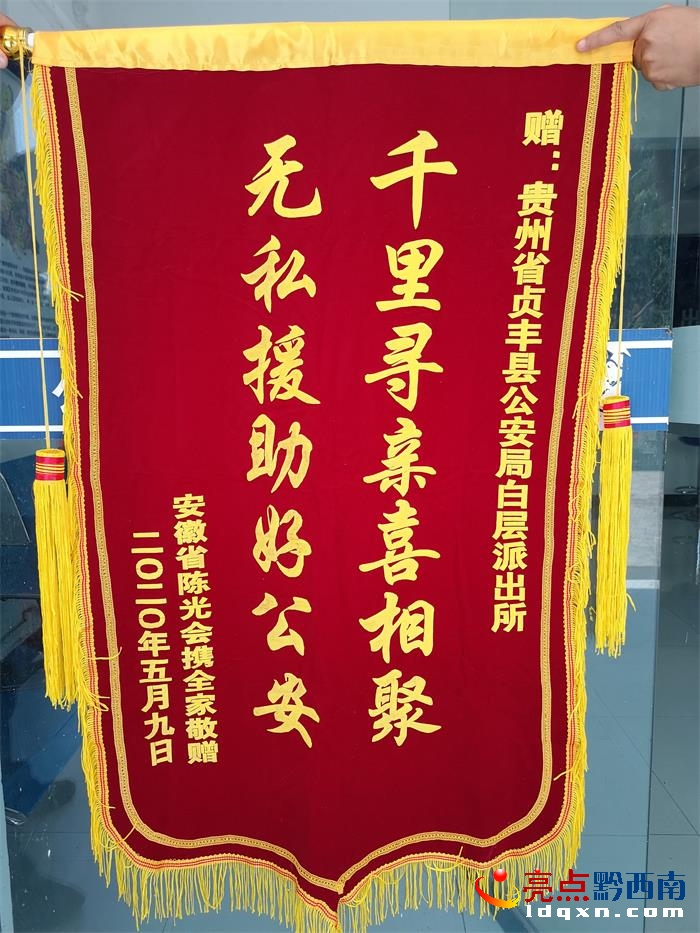 赠：贵州省贞丰县公安局白层派出所
千里寻亲喜相聚
无私援助好公安
安徽省陈光会携全家敬赠
二〇二〇年五月九日
亮点黔西南
ldqxn.com